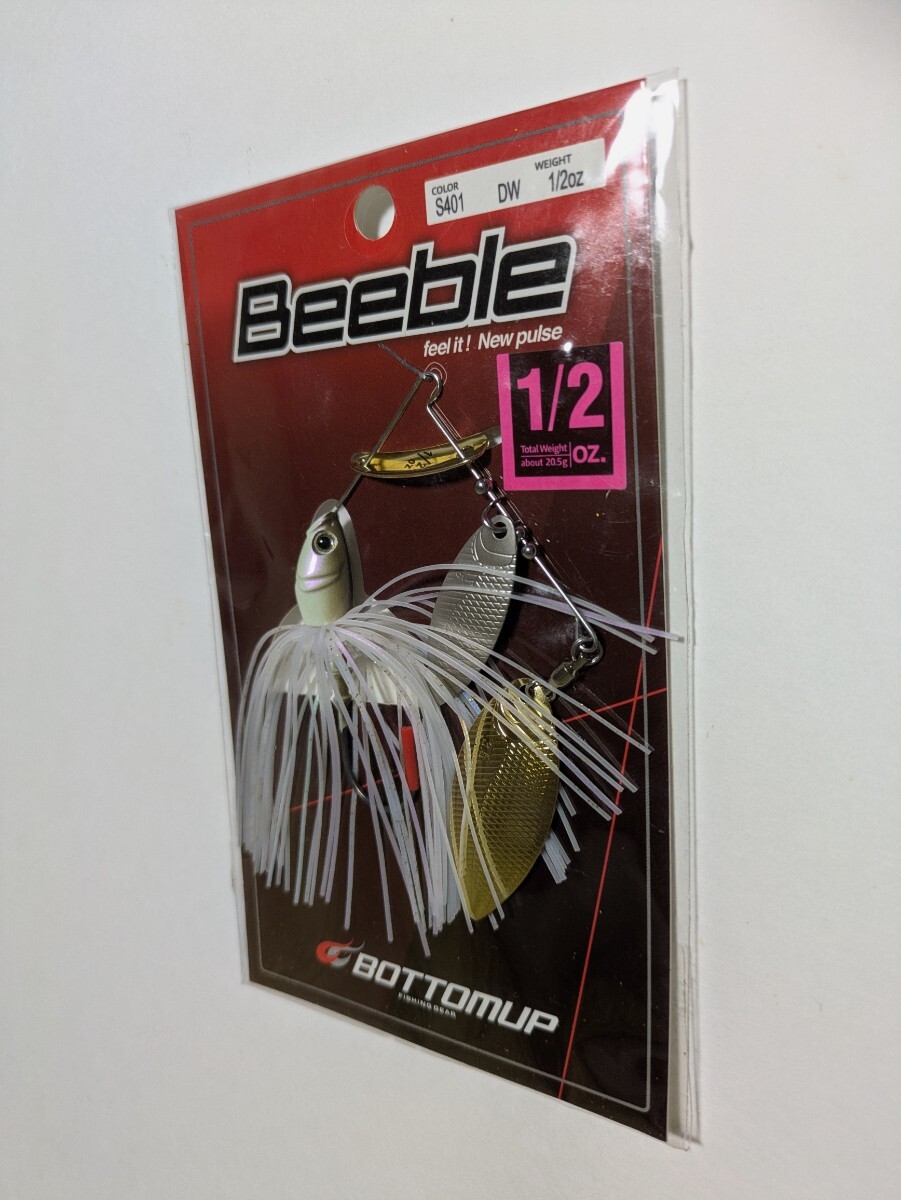 COLOR
S401
DW
WEIGHT
1/2oz
Beeble
feel it! New pulse
1/2
Total Weight
about 20.5g
oz.
BOTTOMUP
FISHING GEAR